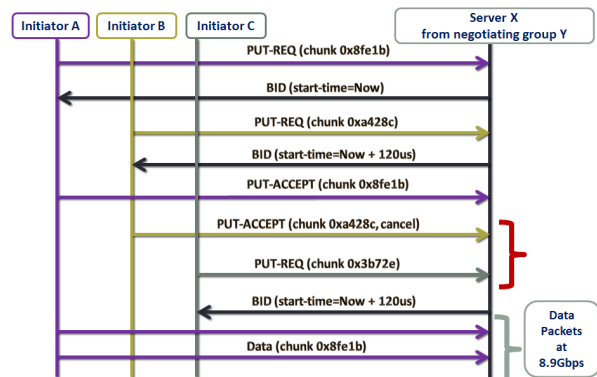 Initiator A
Initiator B
Initiator C
Server X
from negotiating group Y
PUT-REQ (chunk 0x8fe1b)
BID (start-time=Now)
PUT-REQ (chunk 0xa428c)
BID (start-time=Now + 120us)
PUT-ACCEPT (chunk 0x8fe1b)
PUT-ACCEPT (chunk 0xa428c, cancel)
PUT-REQ (chunk 0x3b72e)
BID (start-time=Now + 120us)
Data (chunk 0x8fe1b)
Data
Packets
at
8.9Gbps